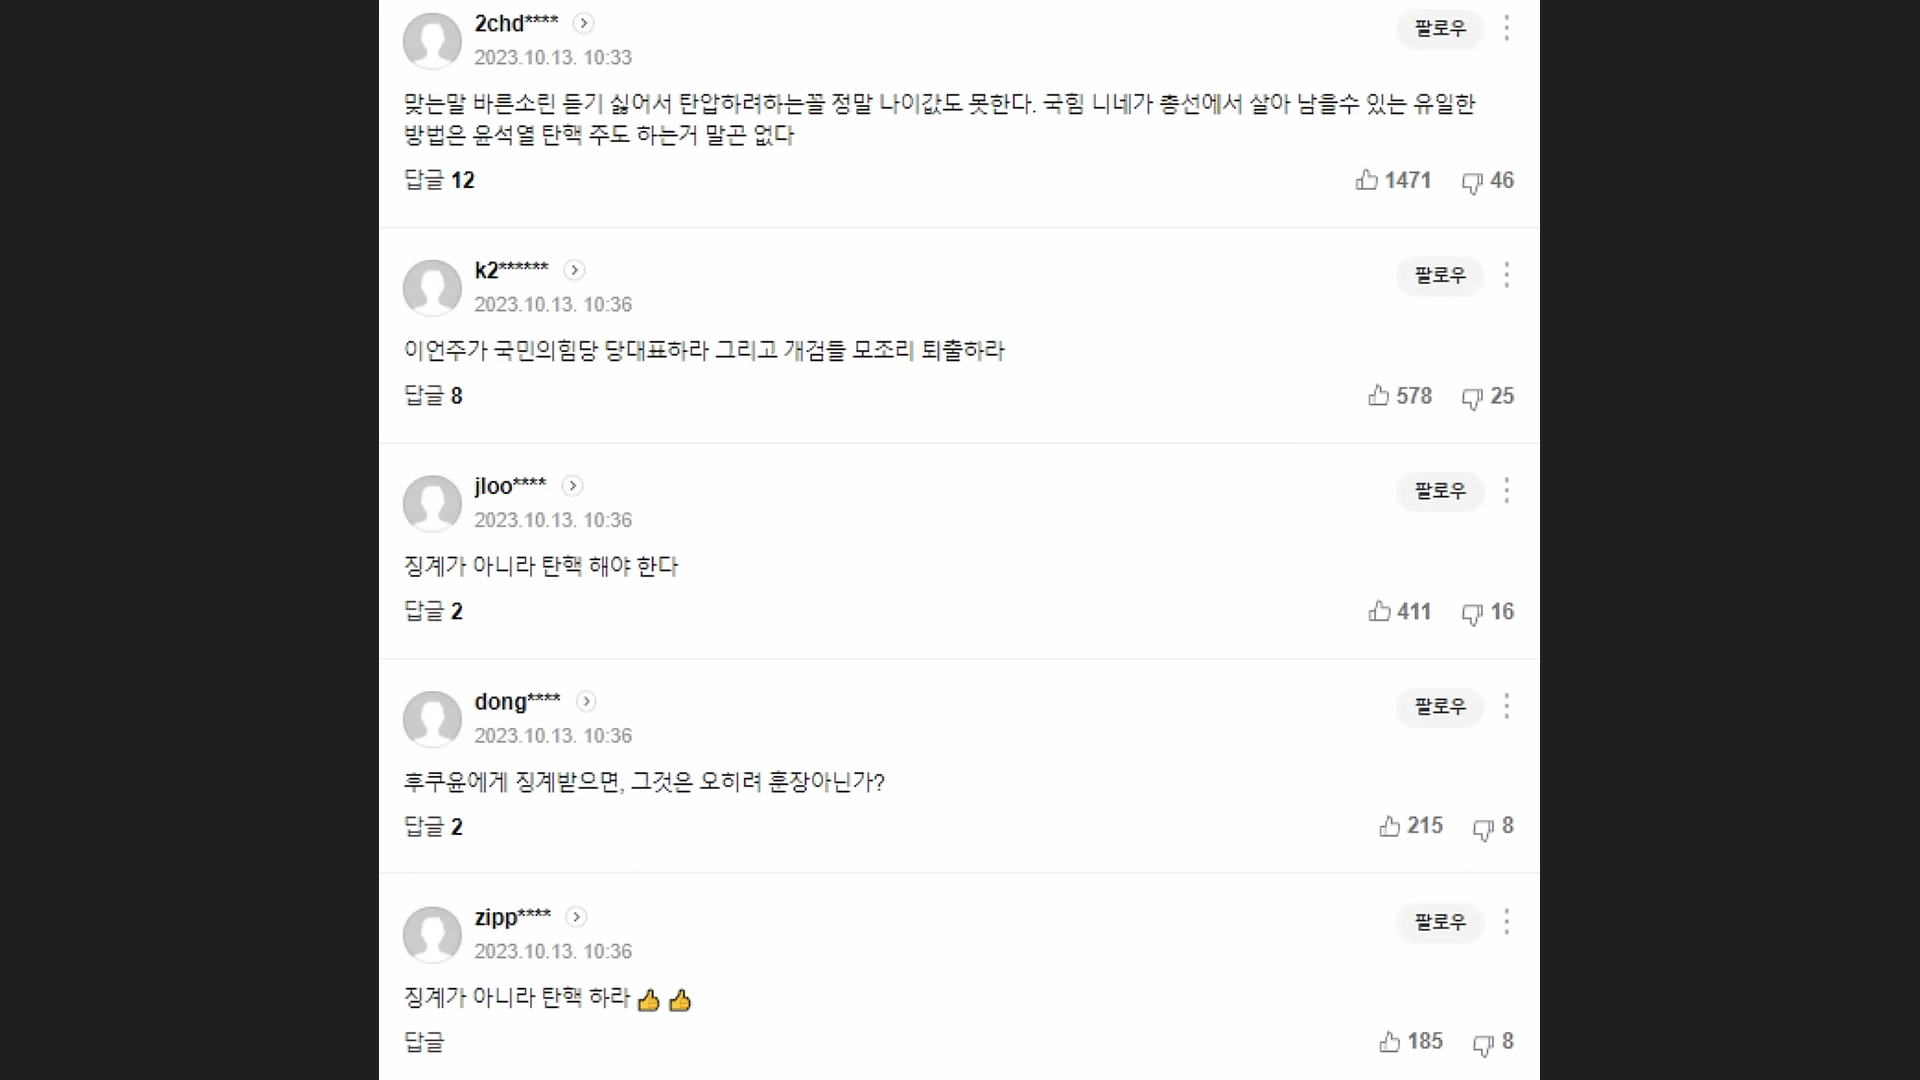 2chd****
팔로우
2023.10.13. 10:33
맞는말 바른소린 듣기 싫어서 탄압하려하는꼴 정말 나이값도 못한다. 국힘 니네가 총선에서 살아 남을수 있는 유일한
방법은 윤석열 탄핵 주도 하는거 말곤 없다
답글 12
1471 46
k2******
팔로우
2023.10.13. 10:36
이언주가 국민의힘당 당대표하라 그리고 개검들 모조리 퇴출하라
답글 8
578 25
jloo****
팔로우
2023.10.13. 10:36
징계가 아니라 탄핵 해야 한다
답글 2
411 16
dong****
팔로우
2023.10.13. 10:36
후쿠윤에게 징계받으면, 그것은 오히려 훈장아닌가?
답글 2
215 8
zipp****
팔로우
2023.10.13. 10:36
징계가 아니라 탄핵 하라 👍 👍
답글
185 8